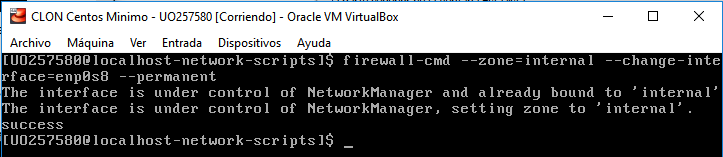 CLON Centos Minimo - UO257580 [Corriendo] - Oracle VM VirtualBox
Archivo Máquina Ver Entrada Dispositivos Ayuda
[UO257580@localhost-network-scripts]$ firewall-cmd --zone=internal --change-inte
rface=enp0s8 --permanent
The interface is under control of NetworkManager and already bound to 'internal'
The interface is under control of NetworkManager, setting zone to 'internal'.
success
[UO257580@localhost-network-scripts]$ _